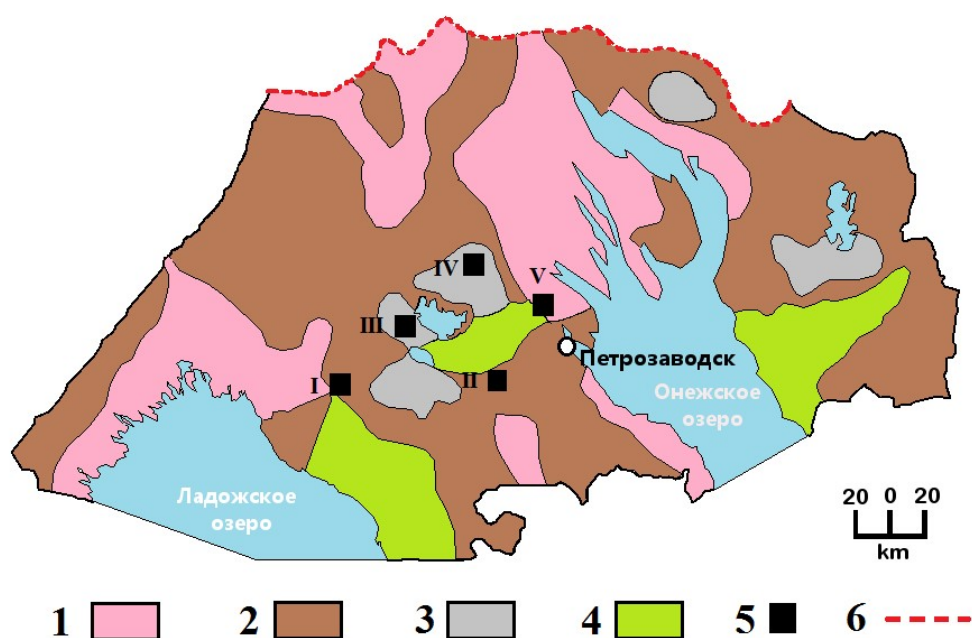 IV
V
III
Петрозаводск
I
II
Онежское
озеро
Ладожское
озеро
20 0 20
km
1 2 3 4 5 6